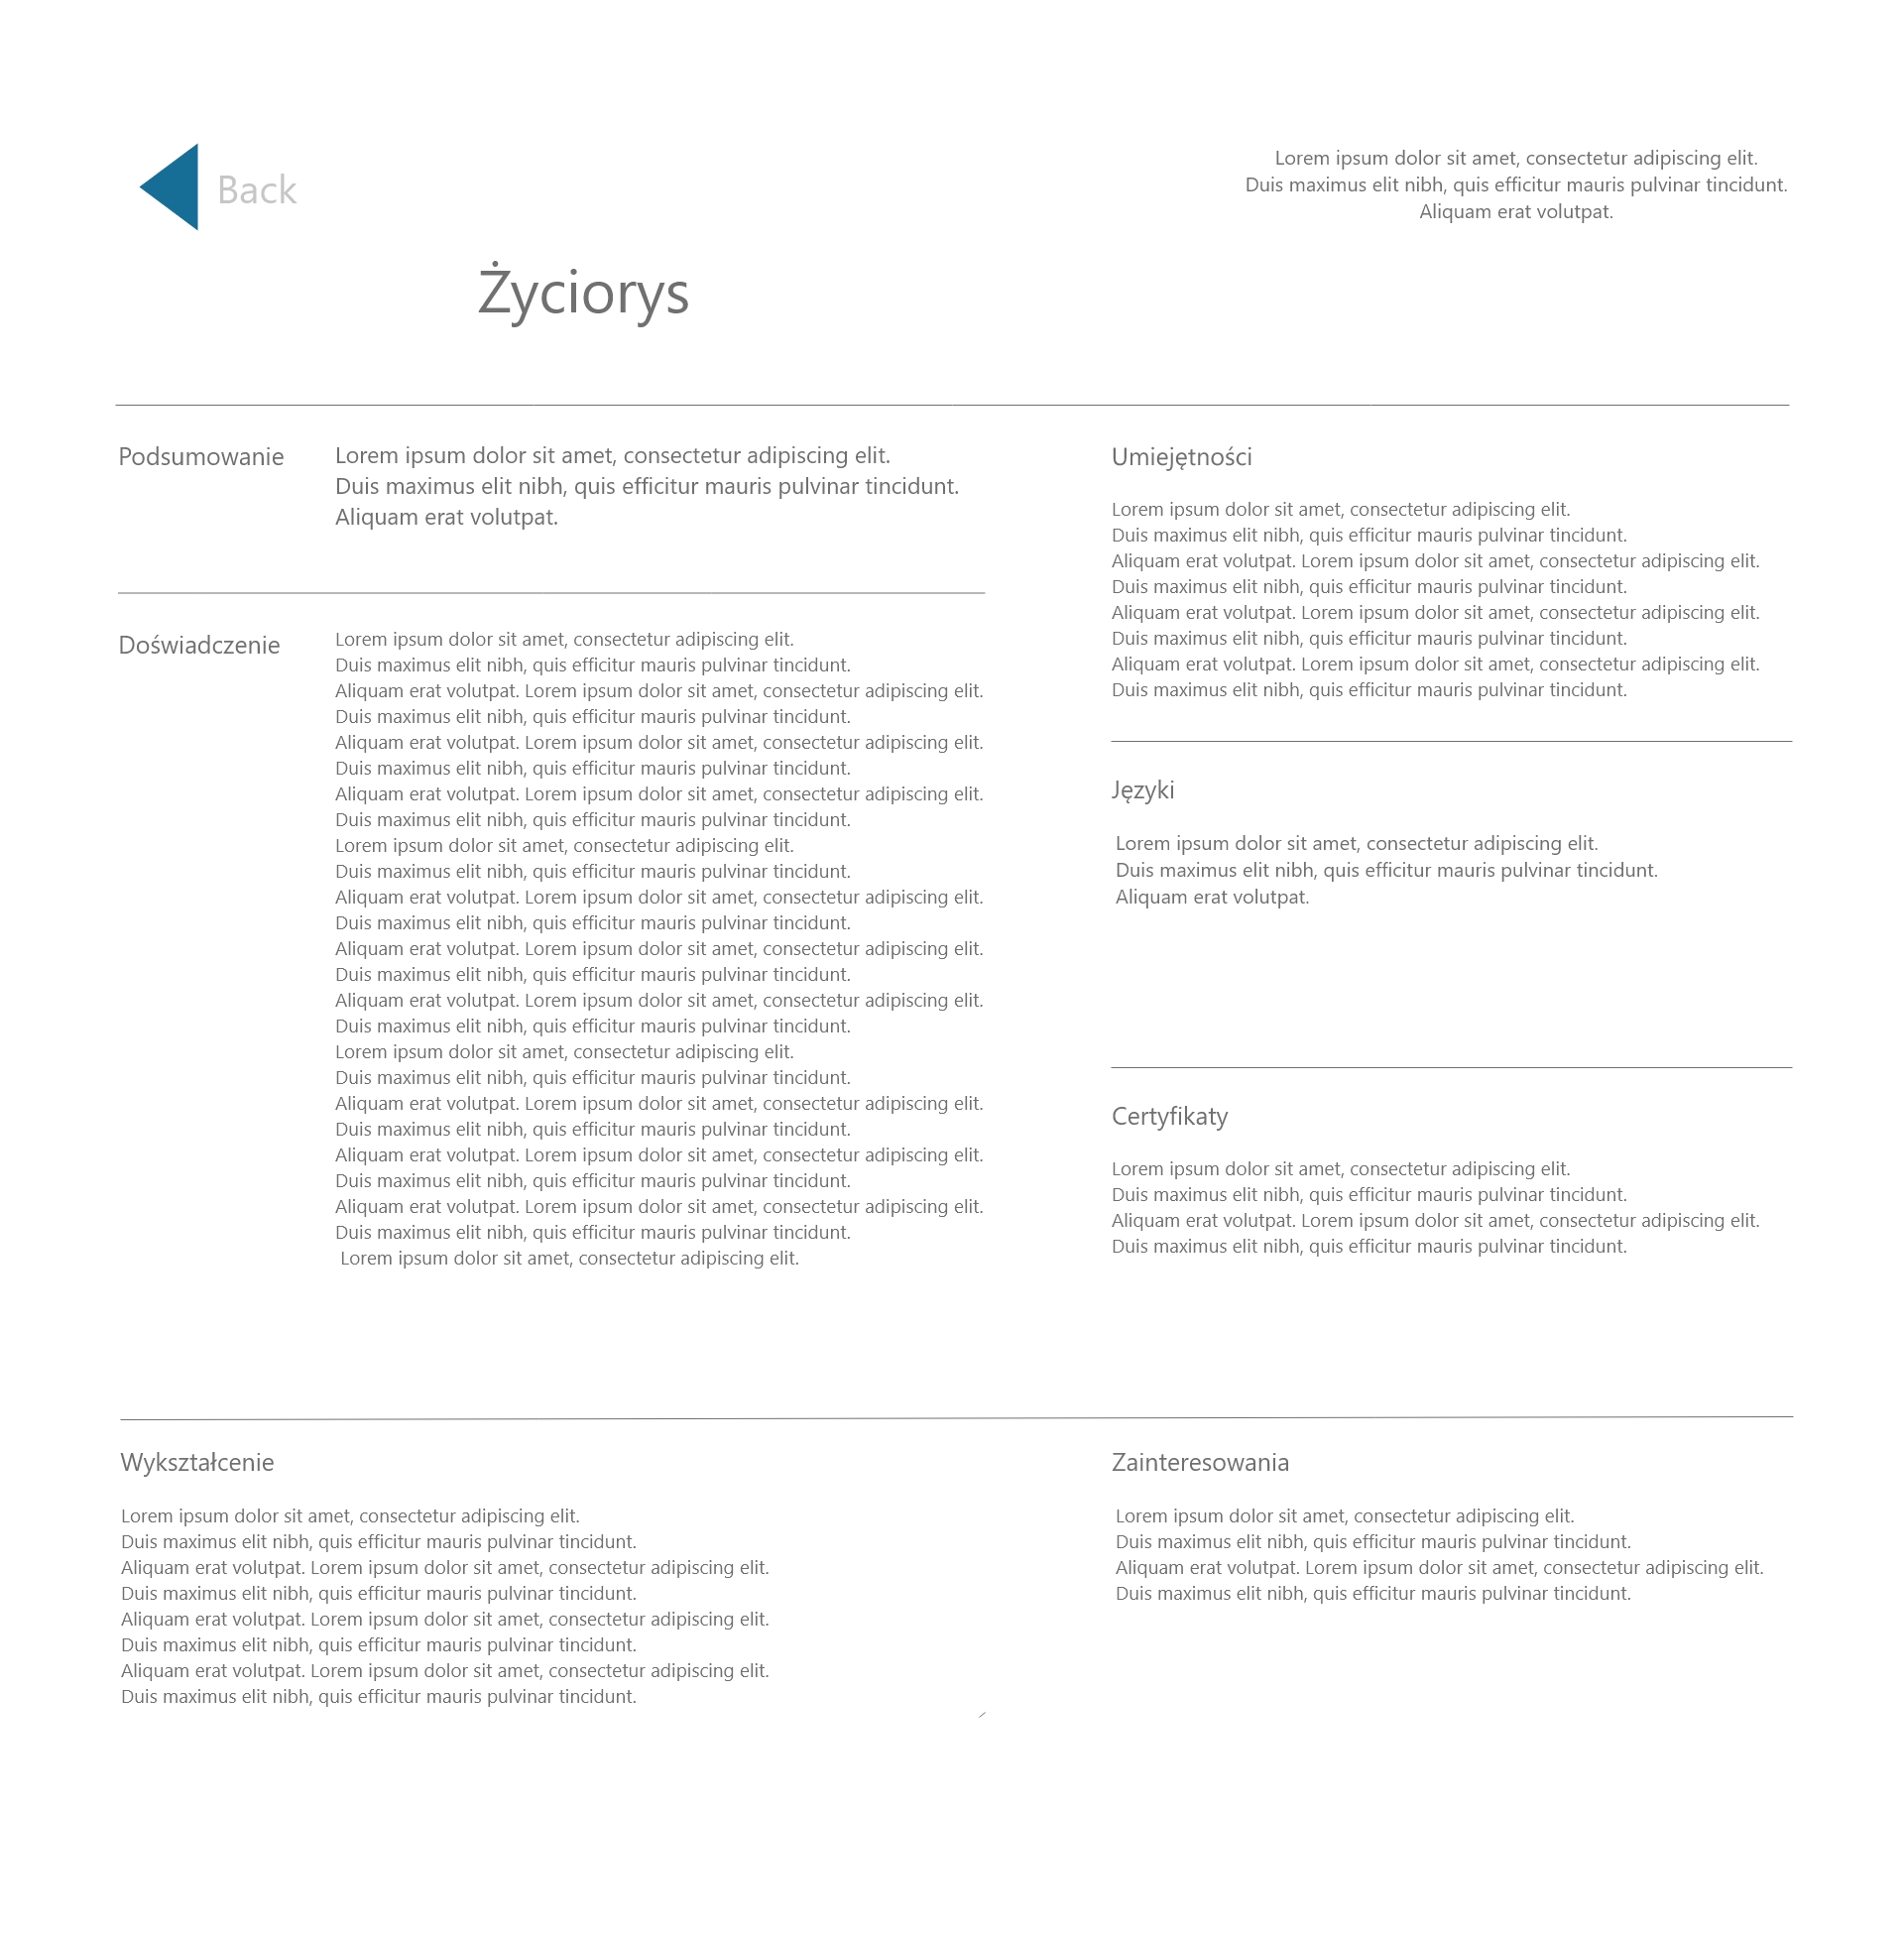 Back
Lorem ipsum dolor sit amet, consectetur adipiscing elit.
Duis maximus elit nibh, quis efficitur mauris pulvinar tincidunt.
Aliquam erat volutpat.
Życiorys
Podsumowanie
Lorem ipsum dolor sit amet, consectetur adipiscing elit.
Duis maximus elit nibh, quis efficitur mauris pulvinar tincidunt.
Aliquam erat volutpat.
Doświadczenie
Lorem ipsum dolor sit amet, consectetur adipiscing elit.
Duis maximus elit nibh, quis efficitur mauris pulvinar tincidunt.
Aliquam erat volutpat. Lorem ipsum dolor sit amet, consectetur adipiscing elit.
Duis maximus elit nibh, quis efficitur mauris pulvinar tincidunt.
Aliquam erat volutpat. Lorem ipsum dolor sit amet, consectetur adipiscing elit.
Duis maximus elit nibh, quis efficitur mauris pulvinar tincidunt.
Aliquam erat volutpat. Lorem ipsum dolor sit amet, consectetur adipiscing elit.
Duis maximus elit nibh, quis efficitur mauris pulvinar tincidunt.
Lorem ipsum dolor sit amet, consectetur adipiscing elit.
Duis maximus elit nibh, quis efficitur mauris pulvinar tincidunt.
Aliquam erat volutpat. Lorem ipsum dolor sit amet, consectetur adipiscing elit.
Duis maximus elit nibh, quis efficitur mauris pulvinar tincidunt.
Aliquam erat volutpat. Lorem ipsum dolor sit amet, consectetur adipiscing elit.
Duis maximus elit nibh, quis efficitur mauris pulvinar tincidunt.
Aliquam erat volutpat. Lorem ipsum dolor sit amet, consectetur adipiscing elit.
Duis maximus elit nibh, quis efficitur mauris pulvinar tincidunt.
Lorem ipsum dolor sit amet, consectetur adipiscing elit.
Duis maximus elit nibh, quis efficitur mauris pulvinar tincidunt.
Aliquam erat volutpat. Lorem ipsum dolor sit amet, consectetur adipiscing elit.
Duis maximus elit nibh, quis efficitur mauris pulvinar tincidunt.
Aliquam erat volutpat. Lorem ipsum dolor sit amet, consectetur adipiscing elit.
Duis maximus elit nibh, quis efficitur mauris pulvinar tincidunt.
Aliquam erat volutpat. Lorem ipsum dolor sit amet, consectetur adipiscing elit.
Duis maximus elit nibh, quis efficitur mauris pulvinar tincidunt.
Lorem ipsum dolor sit amet, consectetur adipiscing elit.
Umiejętności
Lorem ipsum dolor sit amet, consectetur adipiscing elit.
Duis maximus elit nibh, quis efficitur mauris pulvinar tincidunt.
Aliquam erat volutpat. Lorem ipsum dolor sit amet, consectetur adipiscing elit.
Duis maximus elit nibh, quis efficitur mauris pulvinar tincidunt.
Aliquam erat volutpat. Lorem ipsum dolor sit amet, consectetur adipiscing elit.
Duis maximus elit nibh, quis efficitur mauris pulvinar tincidunt.
Aliquam erat volutpat. Lorem ipsum dolor sit amet, consectetur adipiscing elit.
Duis maximus elit nibh, quis efficitur mauris pulvinar tincidunt.
Języki
Lorem ipsum dolor sit amet, consectetur adipiscing elit.
Duis maximus elit nibh, quis efficitur mauris pulvinar tincidunt.
Aliquam erat volutpat.
Certyfikaty
Lorem ipsum dolor sit amet, consectetur adipiscing elit.
Duis maximus elit nibh, quis efficitur mauris pulvinar tincidunt.
Aliquam erat volutpat. Lorem ipsum dolor sit amet, consectetur adipiscing elit.
Duis maximus elit nibh, quis efficitur mauris pulvinar tincidunt.
Wykształcenie
Lorem ipsum dolor sit amet, consectetur adipiscing elit.
Duis maximus elit nibh, quis efficitur mauris pulvinar tincidunt.
Aliquam erat volutpat. Lorem ipsum dolor sit amet, consectetur adipiscing elit.
Duis maximus elit nibh, quis efficitur mauris pulvinar tincidunt.
Aliquam erat volutpat. Lorem ipsum dolor sit amet, consectetur adipiscing elit.
Duis maximus elit nibh, quis efficitur mauris pulvinar tincidunt.
Aliquam erat volutpat. Lorem ipsum dolor sit amet, consectetur adipiscing elit.
Duis maximus elit nibh, quis efficitur mauris pulvinar tincidunt.
Zainteresowania
Lorem ipsum dolor sit amet, consectetur adipiscing elit.
Duis maximus elit nibh, quis efficitur mauris pulvinar tincidunt.
Aliquam erat volutpat. Lorem ipsum dolor sit amet, consectetur adipiscing elit.
Duis maximus elit nibh, quis efficitur mauris pulvinar tincidunt.